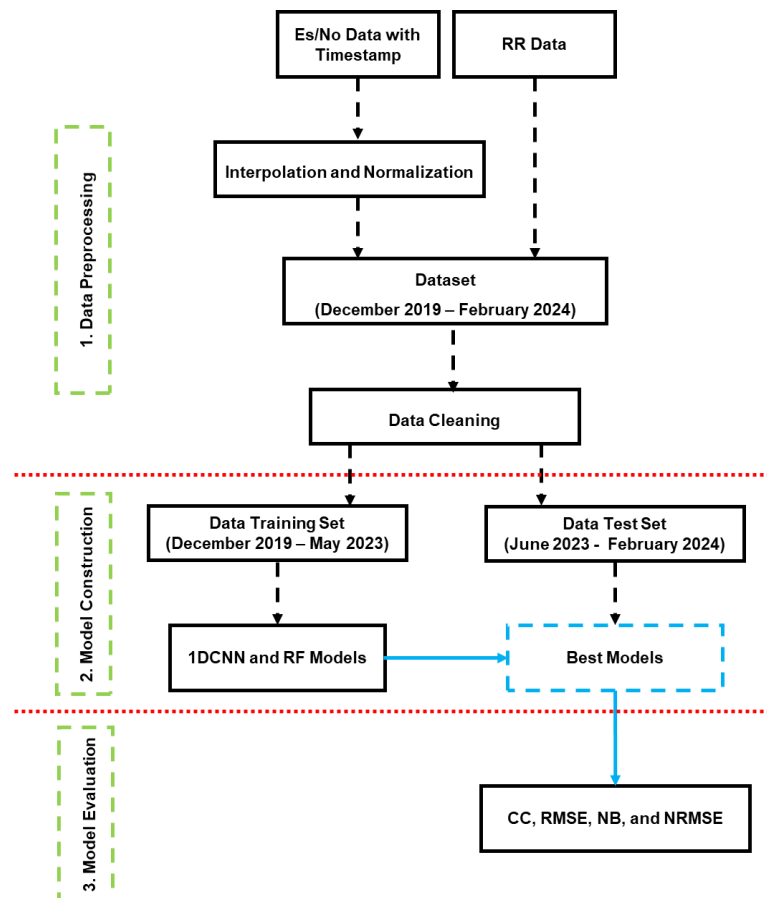 Es/No Data with
Timestamp
RR Data
Interpolation and Normalization
1. Data Preprocessing
Dataset
(December 2019 – February 2024)
Data Cleaning
2. Model Construction
Data Training Set
(December 2019 – May 2023)
Data Test Set
(June 2023 - February 2024)
1DCNN and RF Models
Best Models
3. Model Evaluation
CC, RMSE, NB, and NRMSE